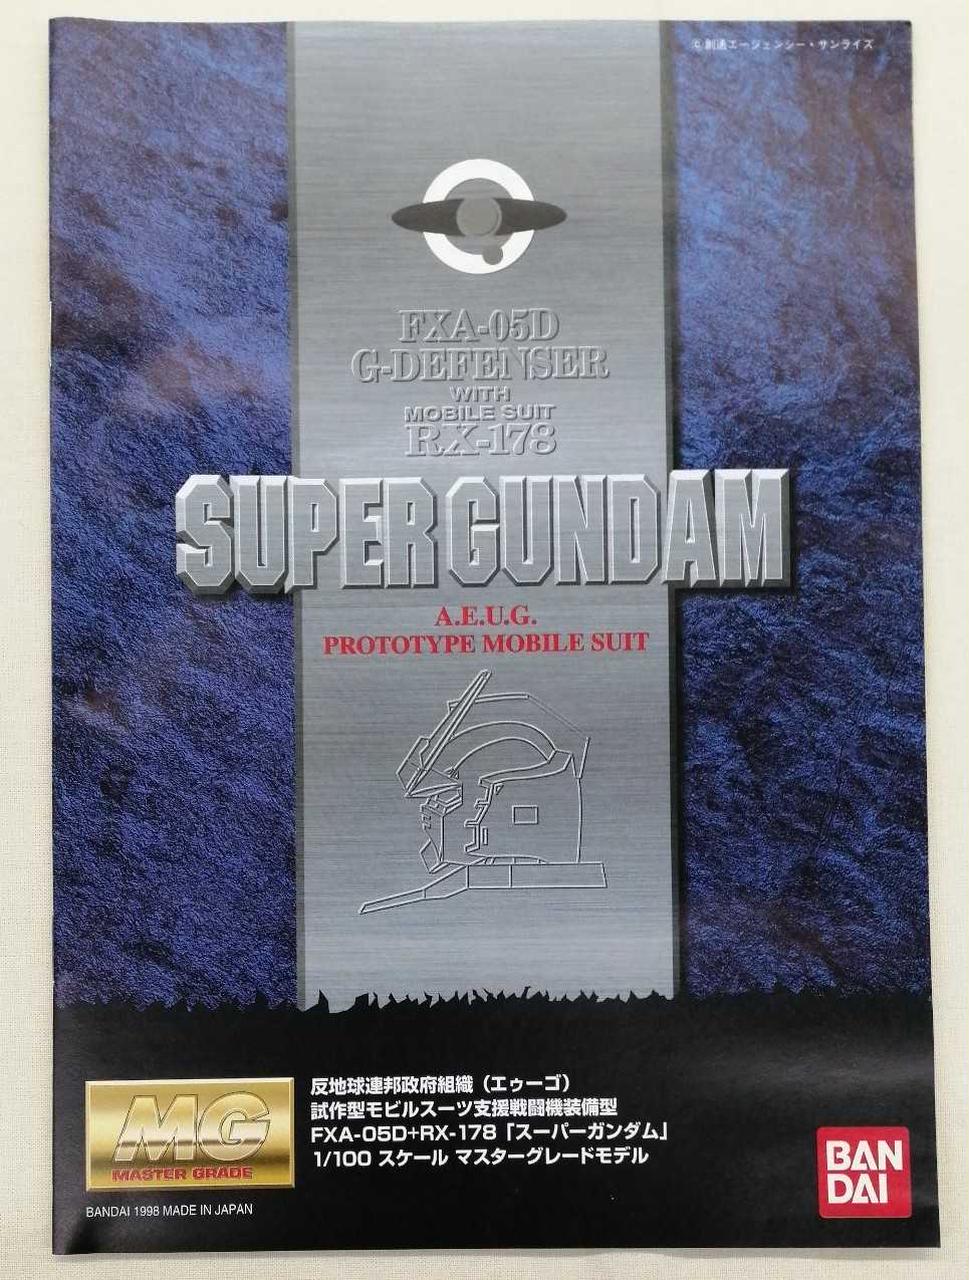 ©創通エージェンシー・サンライズ
FXA-05D
G-DEFENSER
WITH
MOBILE SUIT
RX-178
SUPER GUNDAM
A.E.U.G.
PROTOTYPE MOBILE SUIT
反地球連邦政府組織（エゥーゴ）
試作型モビルスーツ支援戦闘機装備型
FXA-05D+RX-178「スーパーガンダム」
1/100 スケール マスターグレードモデル
MG
MASTER GRADE
BANDAI 1998 MADE IN JAPAN
BAN
DAI